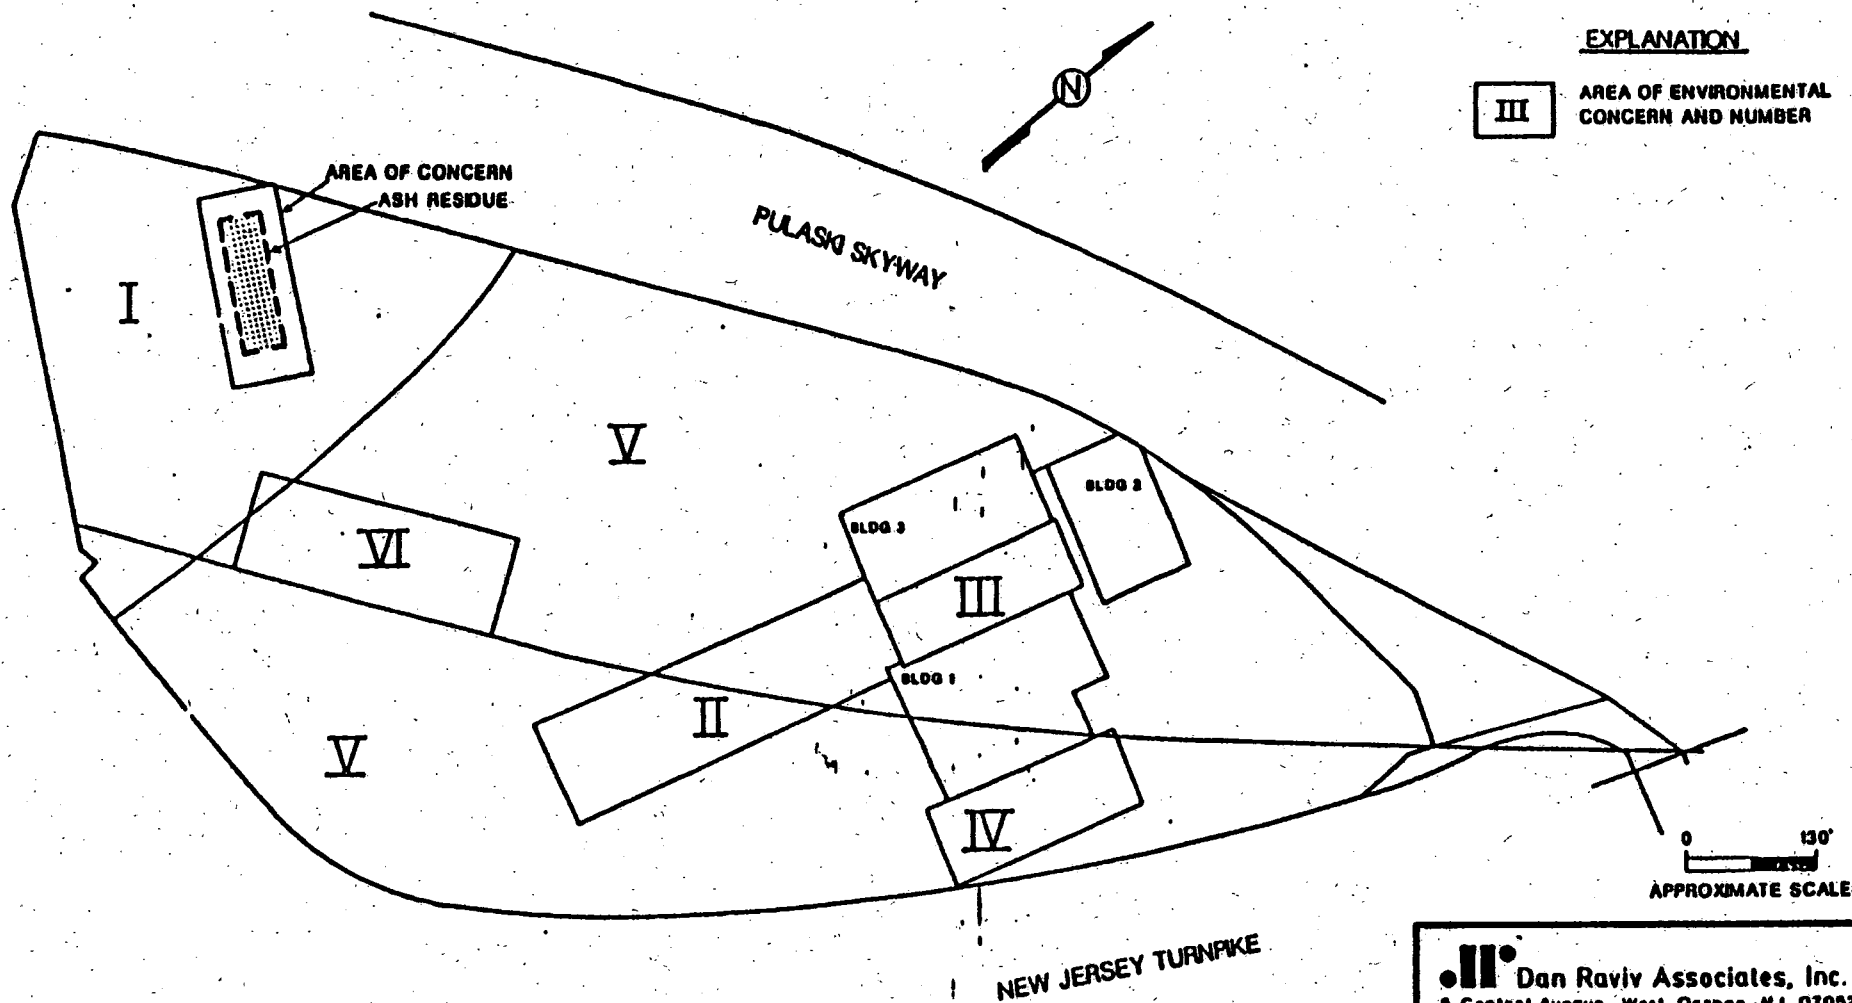 EXPLANATION
III
AREA OF ENVIRONMENTAL
CONCERN AND NUMBER
N
AREA OF CONCERN
ASH RESIDUE
PULASKI SKYWAY
I
V
BLDG 2
BLDG 3
VI
III
BLDG 1
II
V
IV
0 130'
APPROXIMATE SCALE
NEW JERSEY TURNPIKE
Dan Raviv Associates, Inc.